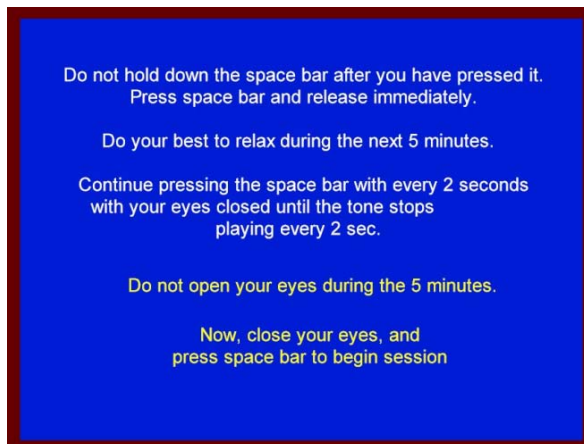 Do not hold down the space bar after you have pressed it.
Press space bar and release immediately.
Do your best to relax during the next 5 minutes.
Continue pressing the space bar with every 2 seconds
with your eyes closed until the tone stops
playing every 2 sec.
Do not open your eyes during the 5 minutes.
Now, close your eyes, and
press space bar to begin session